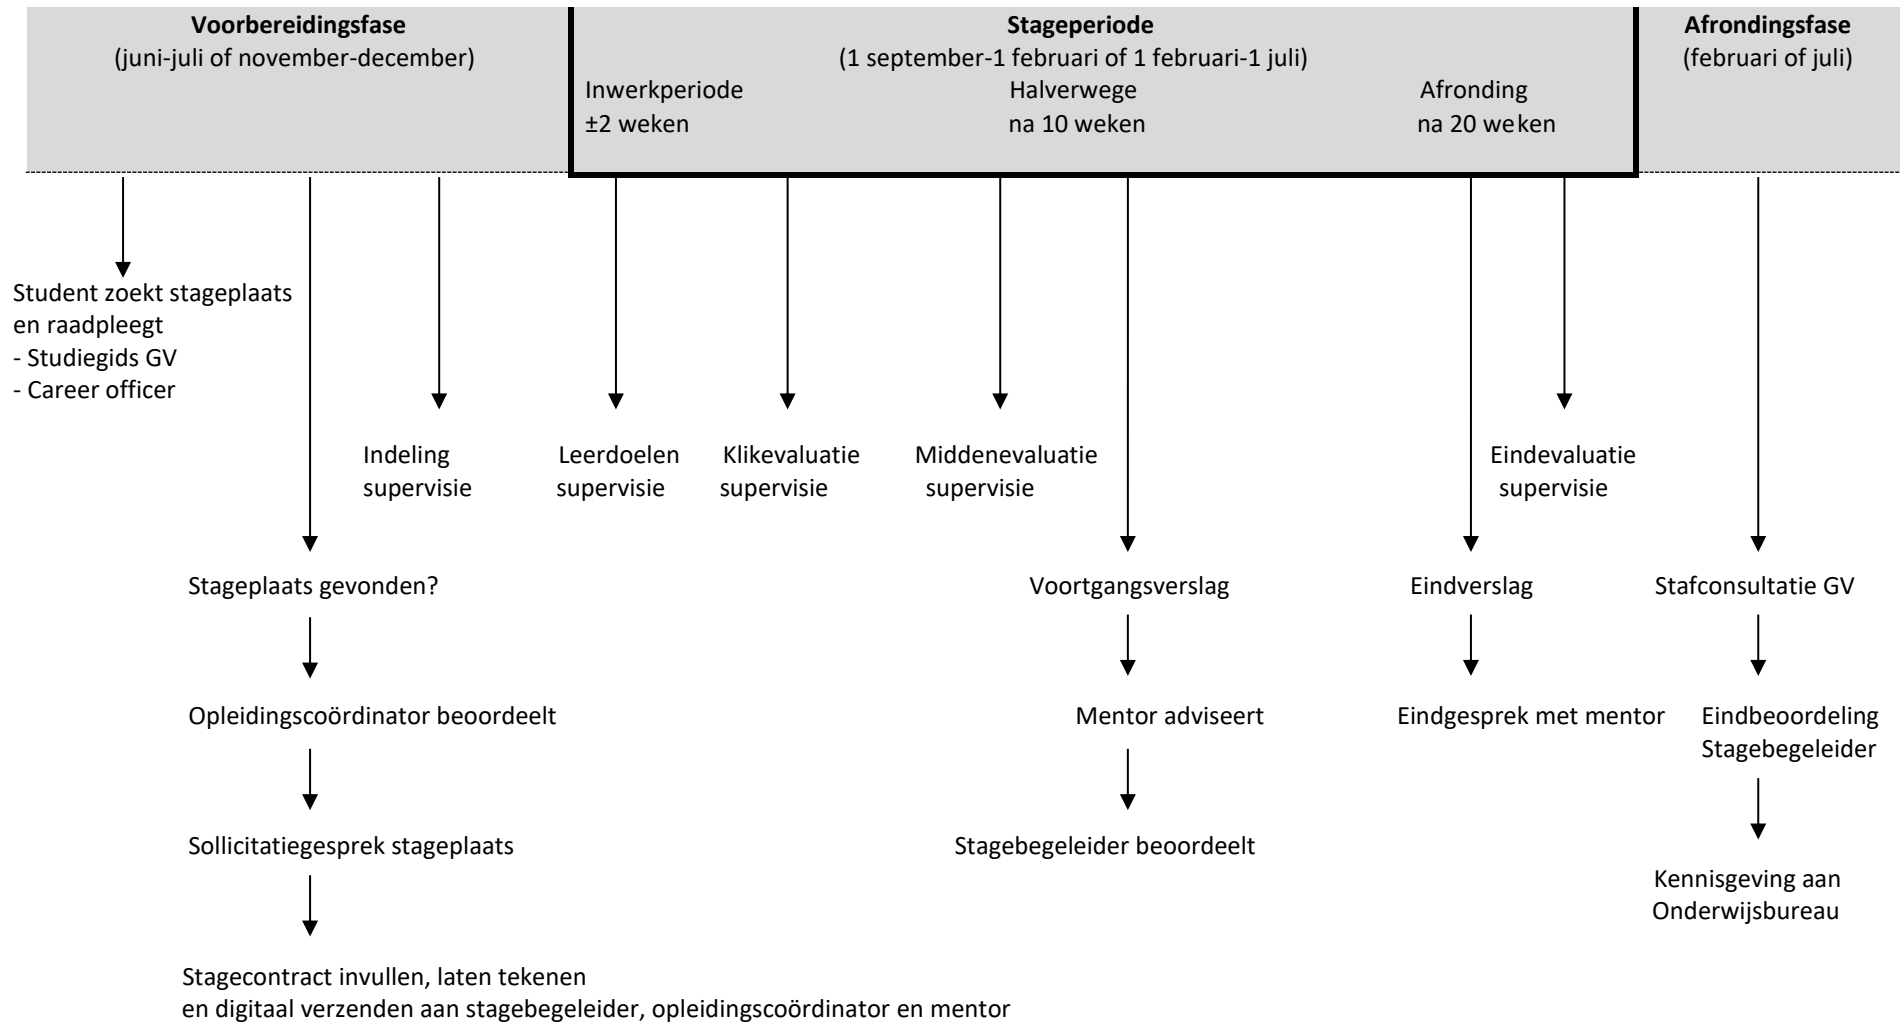 Voorbereidingsfase
(juni-juli of november-december)
Stageperiode
(1 september-1 februari of 1 februari-1 juli)
Inwerkperiode
±2 weken
Halverwege
na 10 weken
Afronding
na 20 weken
Afrondingsfase
(februari of juli)
Student zoekt stageplaats
en raadpleegt
- Studiegids GV
- Career officer
Indeling
supervisie
Leerdoelen
supervisie
Klikevaluatie
supervisie
Middenevaluatie
supervisie
Eindevaluatie
supervisie
Stageplaats gevonden?
Voortgangsverslag
Eindverslag
Stafconsultatie GV
Opleidingscoördinator beoordeelt
Mentor adviseert
Eindgesprek met mentor
Eindbeoordeling
Stagebegeleider
Sollicitatiegesprek stageplaats
Stagebegeleider beoordeelt
Kennisgeving aan
Onderwijsbureau
Stagecontract invullen, laten tekenen
en digitaal verzenden aan stagebegeleider, opleidingscoördinator en mentor